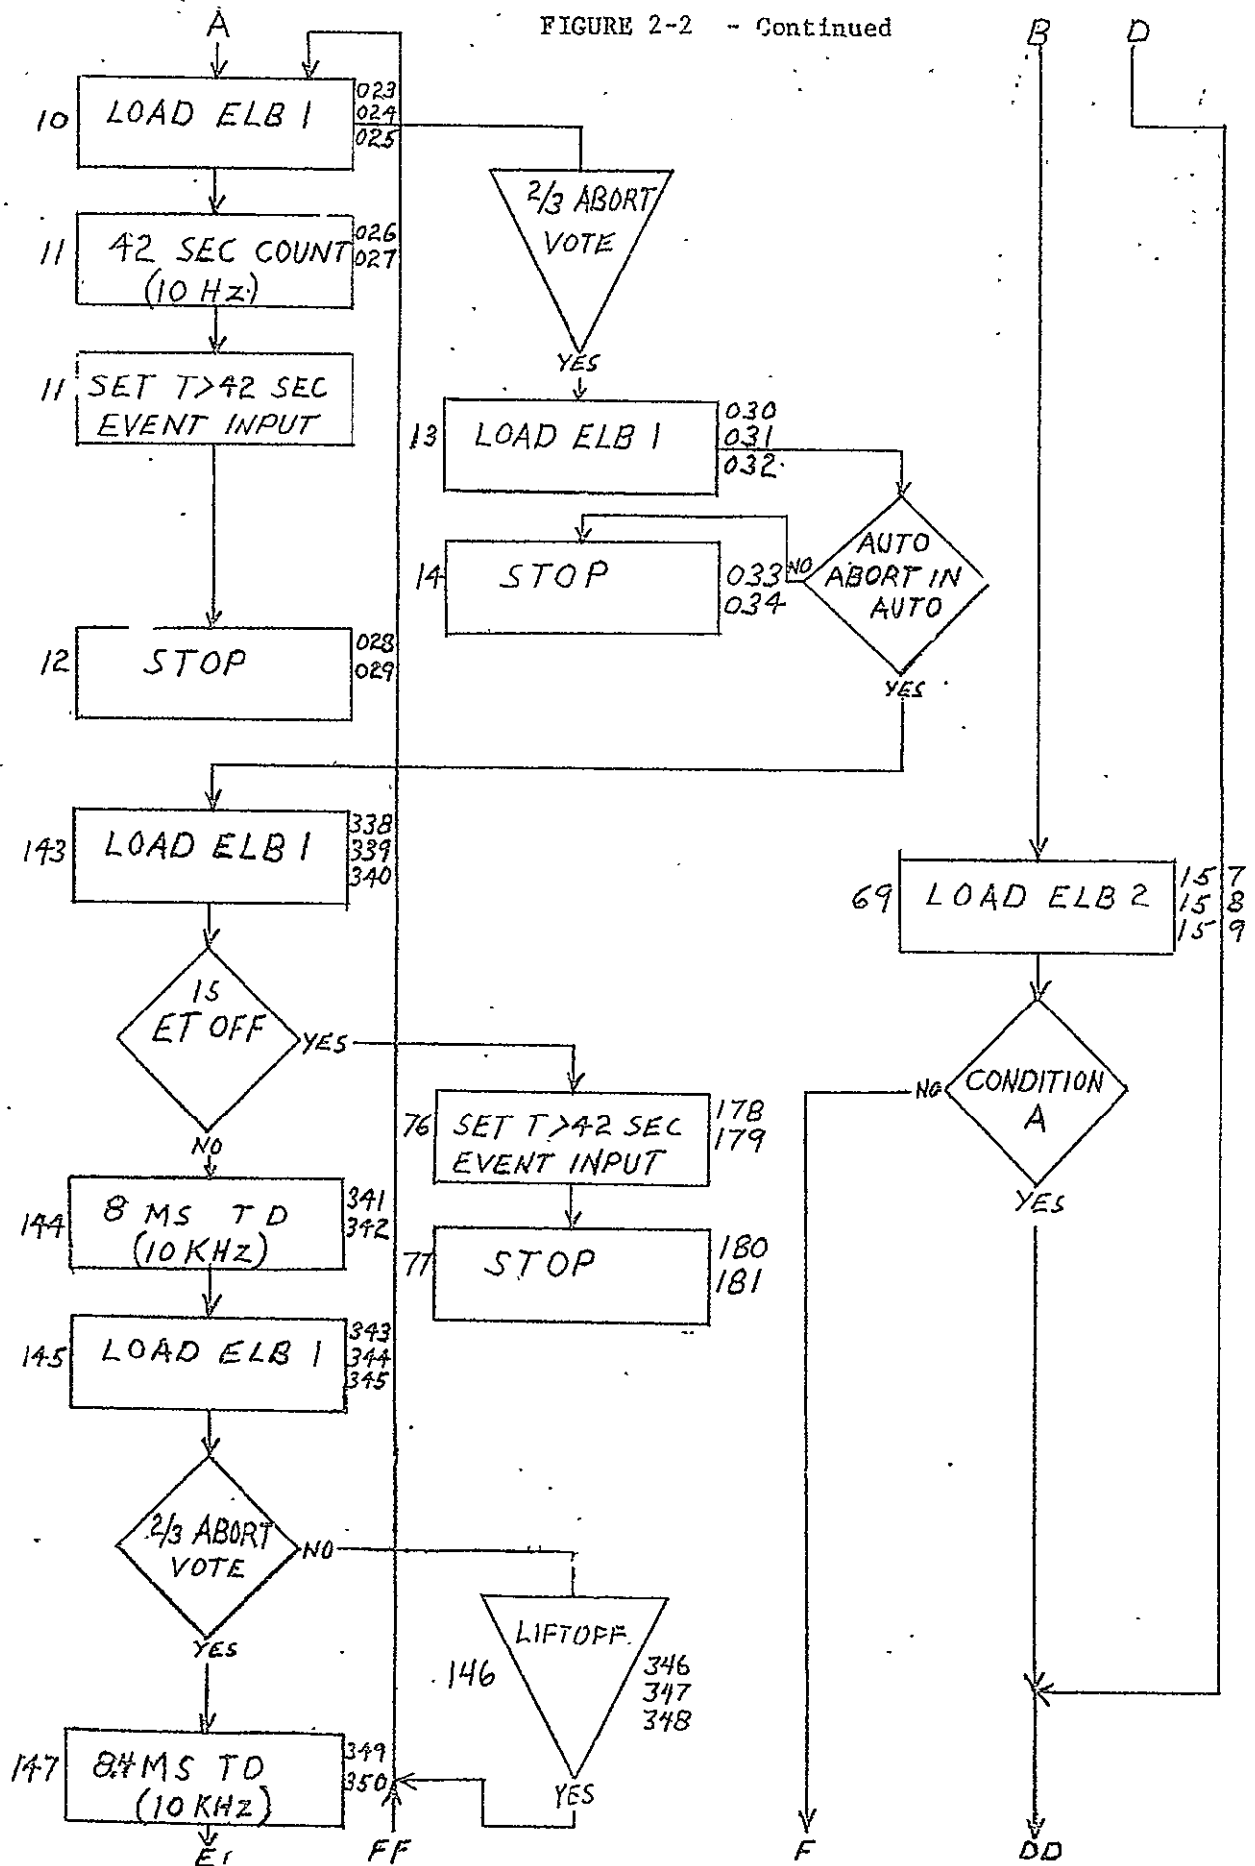 FIGURE 2-2 - Continued
A
B
D
10
LOAD ELB 1
023
024
025
2/3 ABORT
VOTE
YES
11
42 SEC COUNT
(10 HZ)
026
027
11
SET T>42 SEC
EVENT INPUT
13
LOAD ELB 1
030
031
032
AUTO
ABORT IN
AUTO
NO
YES
14
STOP
033
034
12
STOP
028
029
143
LOAD ELB 1
338
339
340
69
LOAD ELB 2
157
158
159
15
ET OFF
YES
NO
CONDITION
A
NO
YES
76
SET T>42 SEC
EVENT INPUT
178
179
144
8 MS TD
(10 KHZ)
341
342
77
STOP
180
181
145
LOAD ELB 1
343
344
345
2/3 ABORT
VOTE
NO
YES
LIFTOFF
146
346
347
348
YES
147
8.4 MS TD
(10 KHZ)
349
350
FF
F
DD